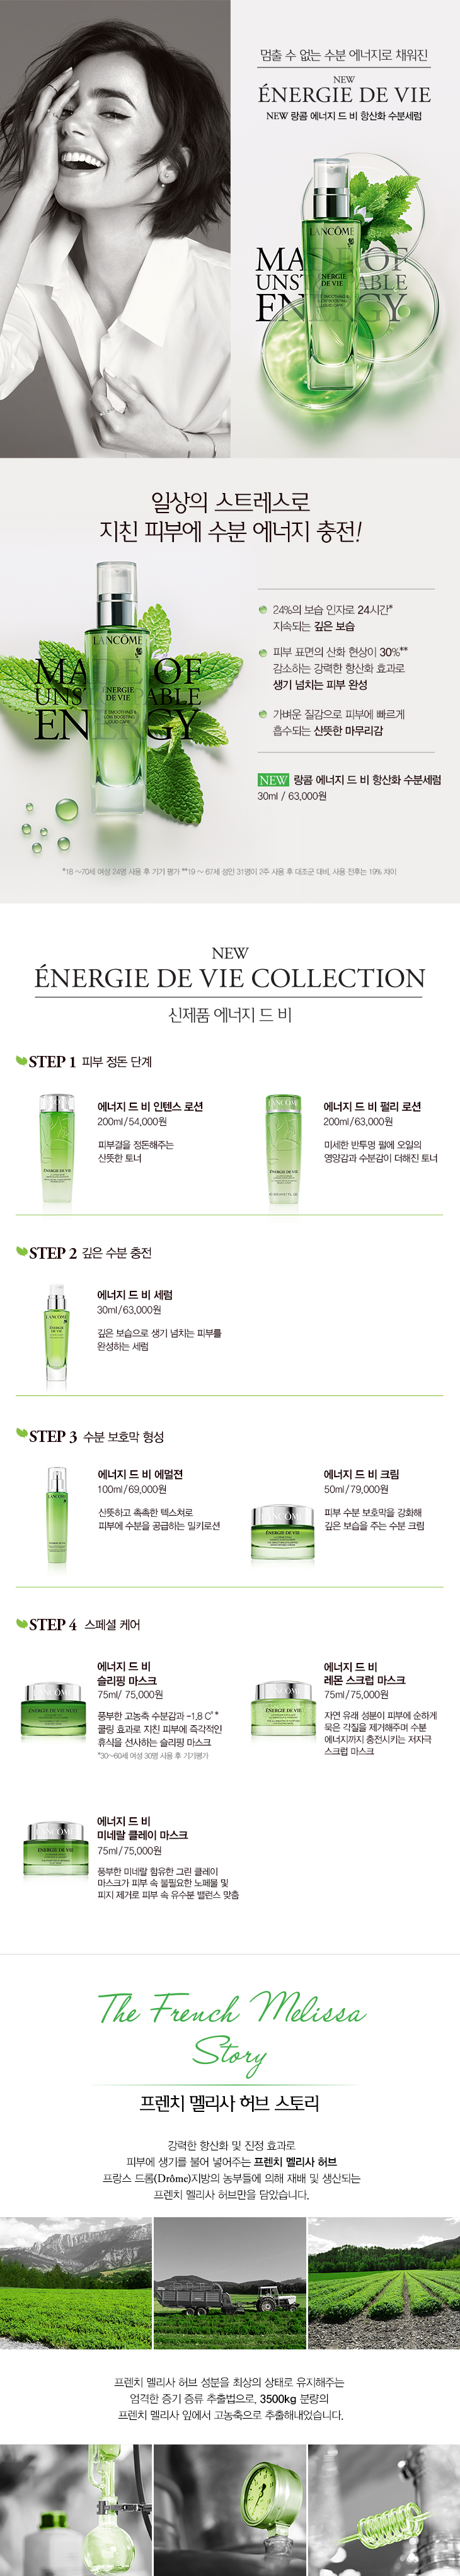 멈출 수 없는 수분 에너지로 채워진
NEW
ÉNERGIE DE VIE
NEW 랑콤 에너지 드 비 항산화 수분세럼
LANCÔME
ÉNERGIE
DE VIE
MADE OF
UNSTOPPABLE
ENERGY
일상의 스트레스로
지친 피부에 수분 에너지 충전!
LANCÔME
ÉNERGIE
DE VIE
MADE OF
UNSTOPPABLE
ENERGY
24%의 보습 인자로 24시간*
지속되는 깊은 보습
피부 표면의 산화 현상이 30%**
감소하는 강력한 항산화 효과로
생기 넘치는 피부 완성
가벼운 질감으로 피부에 빠르게
흡수되는 산뜻한 마무리감
NEW 랑콤 에너지 드 비 항산화 수분세럼
30ml / 63,000원
*18 ~70세 여성 24명 사용 후 기기 평가 **19 ~ 67세 성인 31명이 2주 사용 후 대조군 대비, 사용 전후는 19% 차이
NEW
ÉNERGIE DE VIE COLLECTION
신제품 에너지 드 비
STEP 1 피부 정돈 단계
에너지 드 비 인텐스 로션
200ml/54,000원
피부결을 정돈해주는
산뜻한 토너
에너지 드 비 펄리 로션
200ml/63,000원
미세한 반투명 펄에 오일의
영양감과 수분감이 더해진 토너
STEP 2 깊은 수분 충전
에너지 드 비 세럼
30ml/63,000원
깊은 보습으로 생기 넘치는 피부를
완성하는 세럼
STEP 3 수분 보호막 형성
에너지 드 비 에멀젼
100ml/69,000원
산뜻하고 촉촉한 텍스쳐로
피부에 수분을 공급하는 밀키로션
에너지 드 비 크림
50ml/79,000원
피부 수분 보호막을 강화해
깊은 보습을 주는 수분 크림
STEP 4 스페셜 케어
에너지 드 비
슬리핑 마스크
75ml/ 75,000원
풍부한 고농축 수분감과 -1.8 C°*
쿨링 효과로 지친 피부에 즉각적인
휴식을 선사하는 슬리핑 마스크
*30~60세 여성 30명 사용 후 기기평가
에너지 드 비
레몬 스크럽 마스크
75ml/75,000원
자연 유래 성분이 피부에 순하게
묵은 각질을 제거해주며 수분
에너지까지 충전시키는 저자극
스크럽 마스크
에너지 드 비
미네랄 클레이 마스크
75ml/75,000원
풍부한 미네랄 함유한 그린 클레이
마스크가 피부 속 불필요한 노폐물 및
피지 제거로 피부 속 유수분 밸런스 맞춤
The French Melissa
Story
프렌치 멜리사 허브 스토리
강력한 항산화 및 진정 효과로
피부에 생기를 불어 넣어주는 프렌치 멜리사 허브
프랑스 드롬(Drôme)지방의 농부들에 의해 재배 및 생산되는
프렌치 멜리사 허브만을 담았습니다.
프렌치 멜리사 허브 성분을 최상의 상태로 유지해주는
엄격한 증기 증류 추출법으로, 3500kg 분량의
프렌치 멜리사 잎에서 고농축으로 추출해내었습니다.